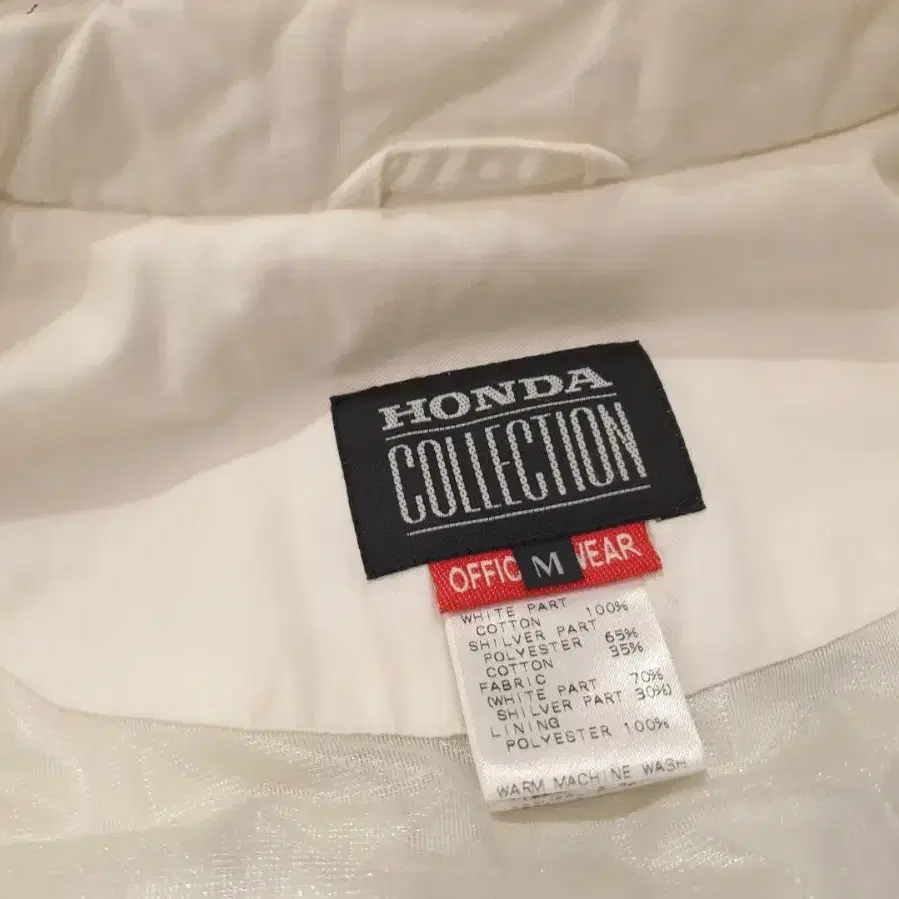 HONDA
COLLECTION
OFFIC M WEAR
WHITE PART 100%
COTTON
SHILVER PART
POLYESTER 65%
COTTON 35%
FABRIC
(WHITE PART 70%
SHILVER PART 30%)
LINING
POLYESTER 100%
WARM MACHINE WASH